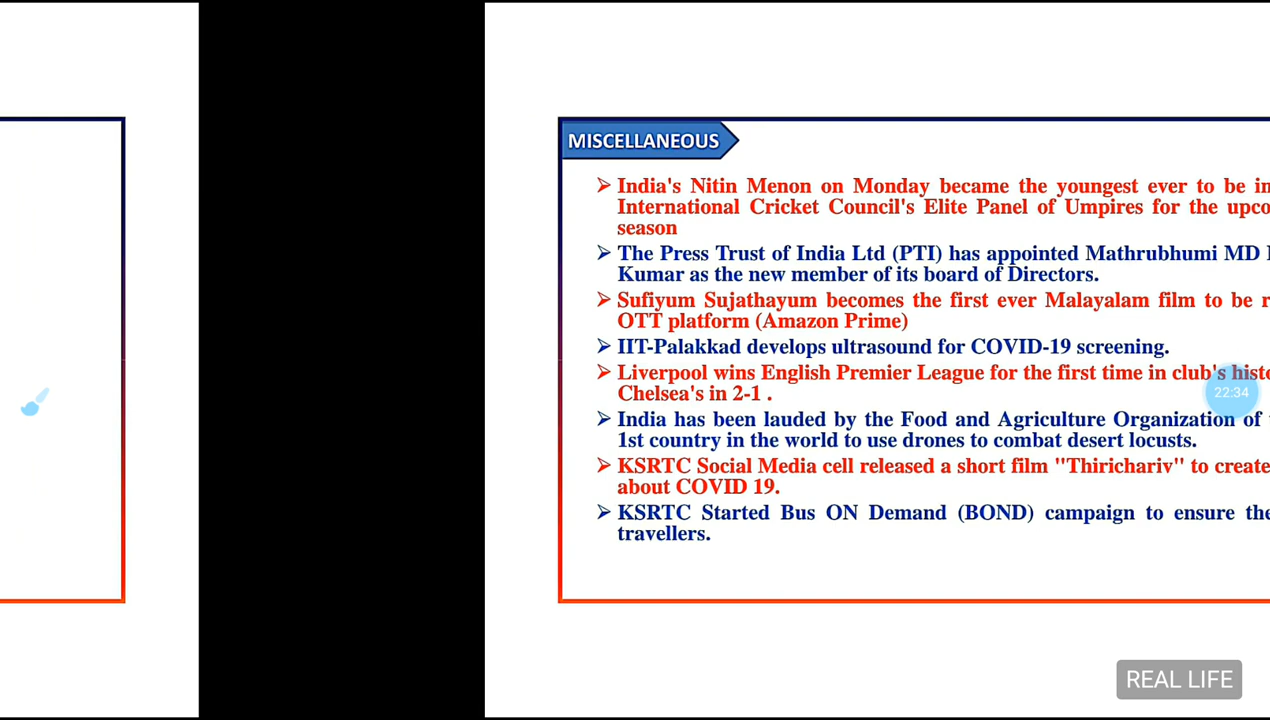 MISCELLANEOUS
➢ India's Nitin Menon on Monday became the youngest ever to be
International Cricket Council's Elite Panel of Umpires for the
season
➢ The Press Trust of India Ltd (PTI) has appointed Mathrubhumi MD
Kumar as the new member of its board of Directors.
➢ Sufiyum Sujathayum becomes the first ever Malayalam film to be
OTT platform (Amazon Prime)
➢ IIT-Palakkad develops ultrasound for COVID-19 screening.
➢ Liverpool wins English Premier League for the first time in club's
Chelsea's in 2-1 .
22:34
➢ India has been lauded by the Food and Agriculture Organization of
1st country in the world to use drones to combat desert locusts.
➢ KSRTC Social Media cell released a short film "Thirichariv" to create
about COVID 19.
➢ KSRTC Started Bus ON Demand (BOND) campaign to ensure the
travellers.
REAL LIFE